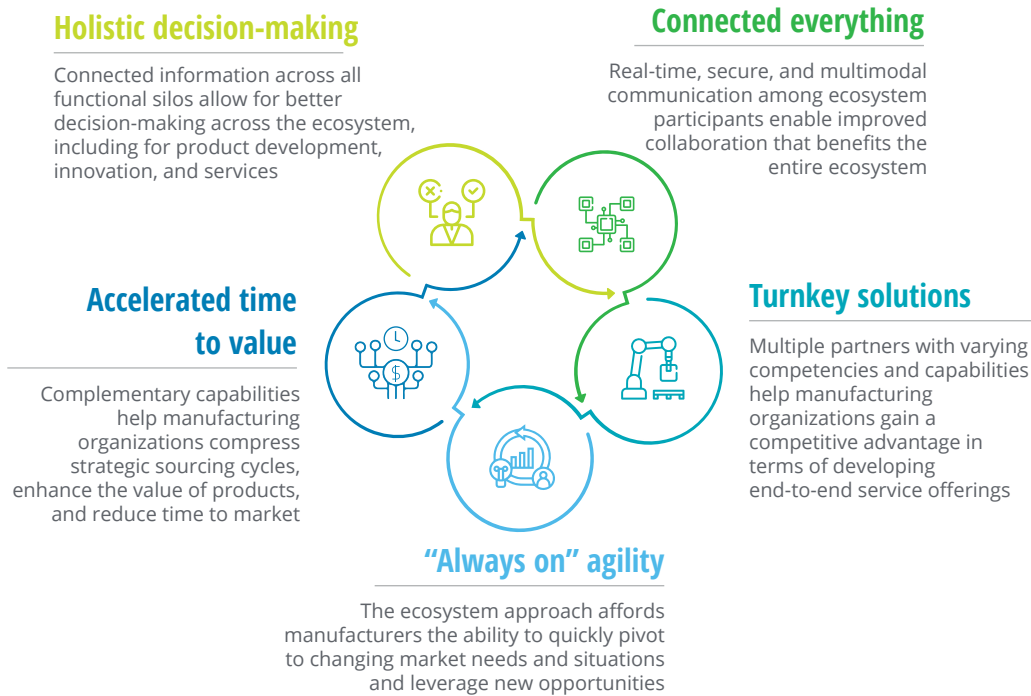 Holistic decision-making
Connected information across all
functional silos allow for better
decision-making across the ecosystem,
including for product development,
innovation, and services
Connected everything
Real-time, secure, and multimodal
communication among ecosystem
participants enable improved
collaboration that benefits the
entire ecosystem
Accelerated time
to value
Complementary capabilities
help manufacturing
organizations compress
strategic sourcing cycles,
enhance the value of products,
and reduce time to market
$
Turnkey solutions
Multiple partners with varying
competencies and capabilities
help manufacturing
organizations gain a
competitive advantage in
terms of developing
end-to-end service offerings
“Always on” agility
The ecosystem approach affords
manufacturers the ability to quickly pivot
to changing market needs and situations
and leverage new opportunities